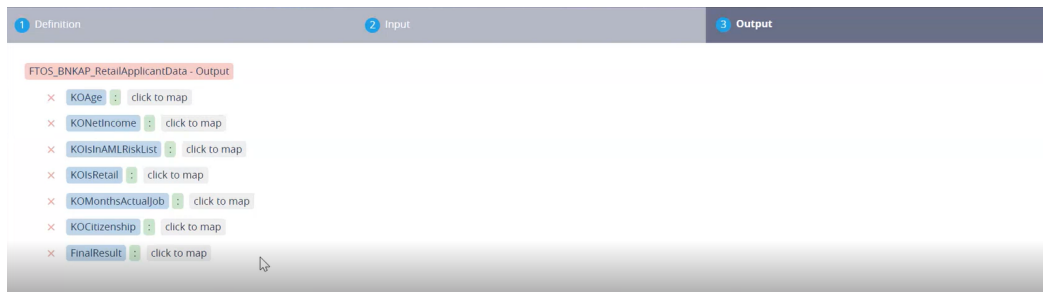 1 Definition 2 Input 3 Output
FTOS_BNKAP_RetailApplicantData - Output
× KOAge : click to map
× KONetIncome : click to map
× KOIsInAMLRiskList : click to map
× KOIsRetail : click to map
× KOMonthsActualJob : click to map
× KOCitizenship : click to map
× FinalResult : click to map